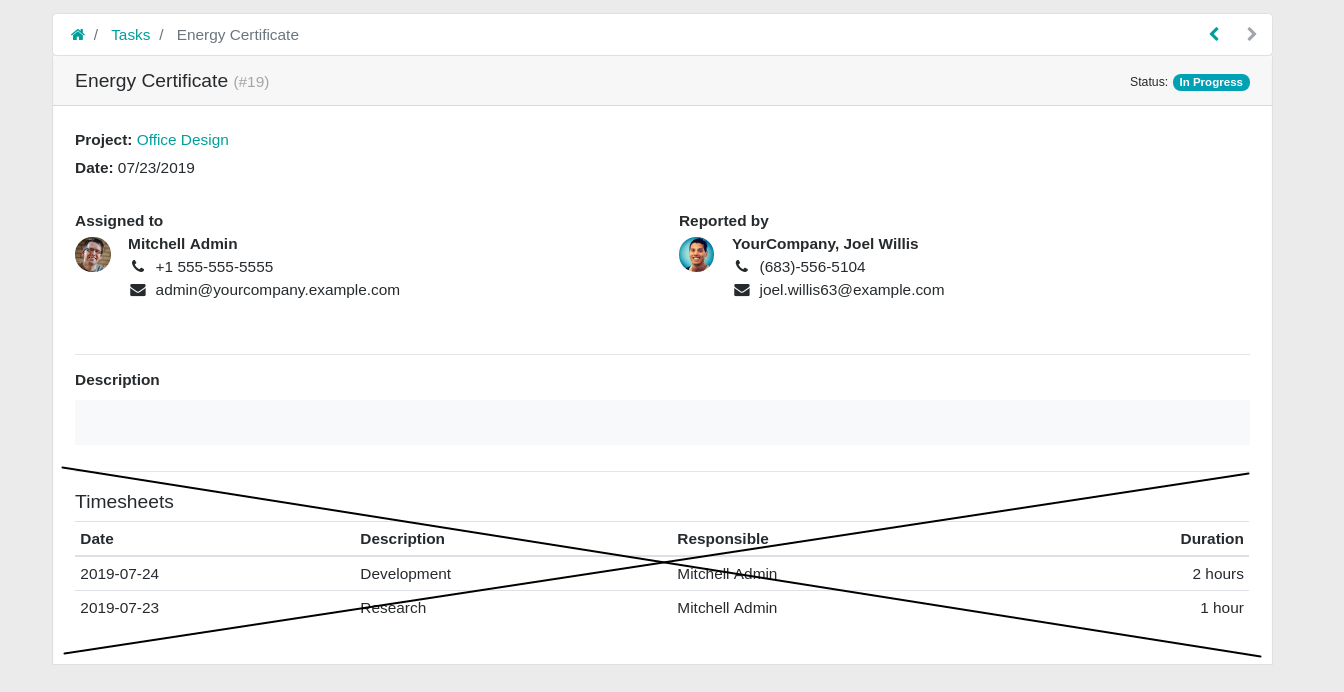 / Tasks / Energy Certificate
Energy Certificate (#19) Status: In Progress
Project: Office Design
Date: 07/23/2019
Assigned to Reported by
Mitchell Admin YourCompany, Joel Willis
+1 555-555-5555 (683)-556-5104
admin@yourcompany.example.com joel.willis63@example.com
Description
Timesheets
Date Description Responsible Duration
2019-07-24 Development Mitchell Admin 2 hours
2019-07-23 Research Mitchell Admin 1 hour